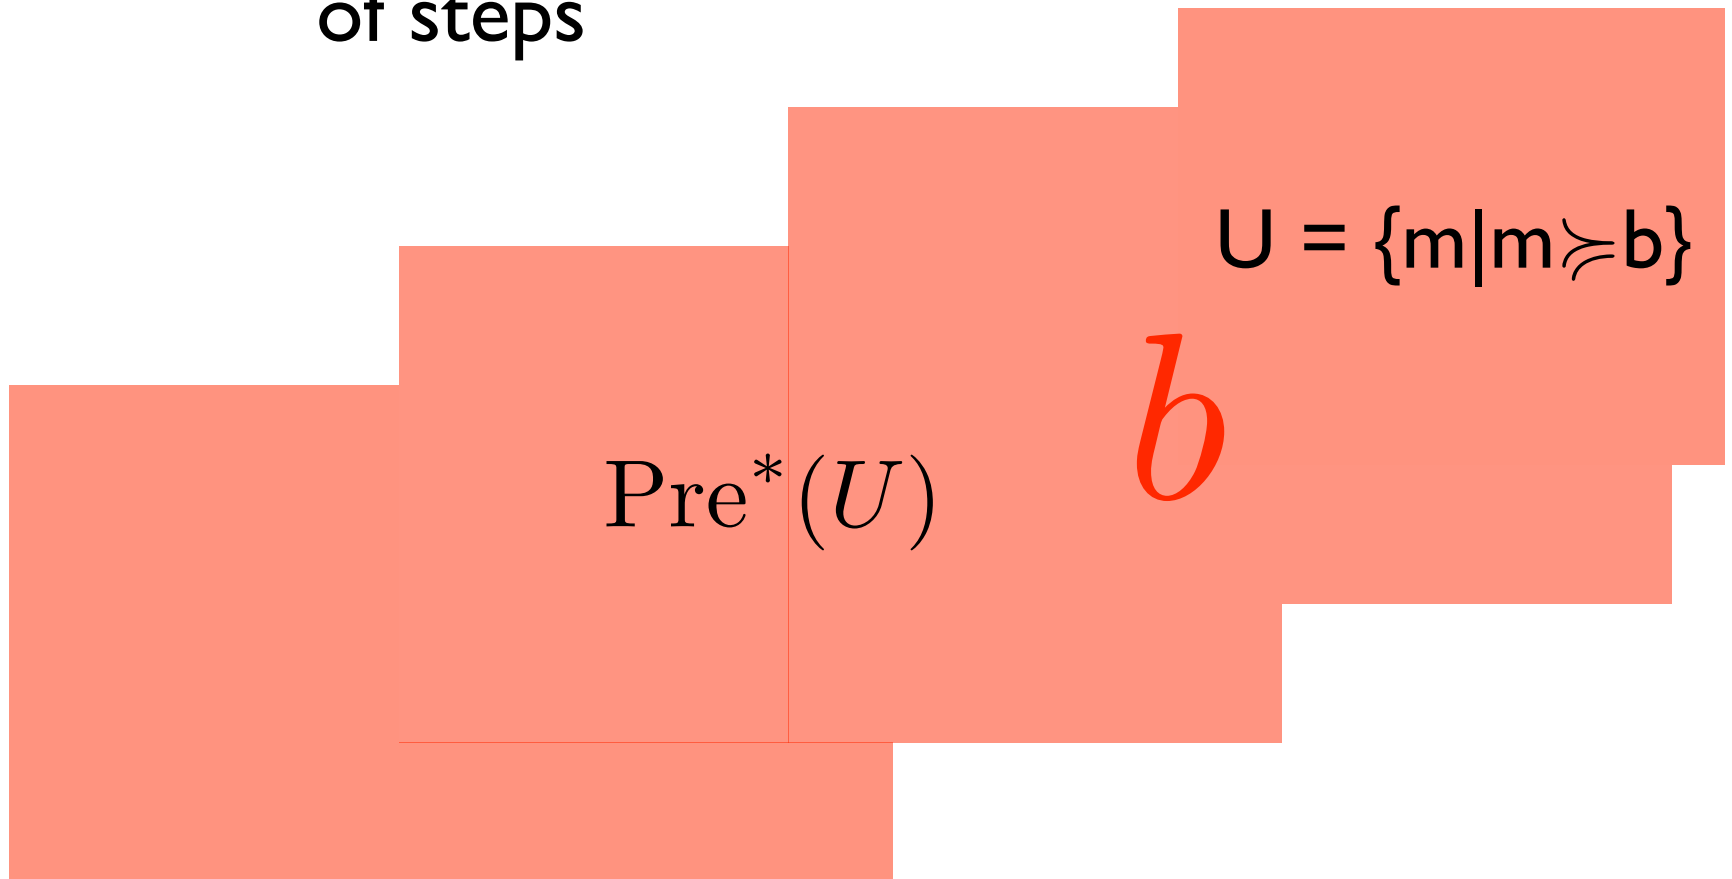 of steps
U = {m|m≽b}
b
Pre*(U)